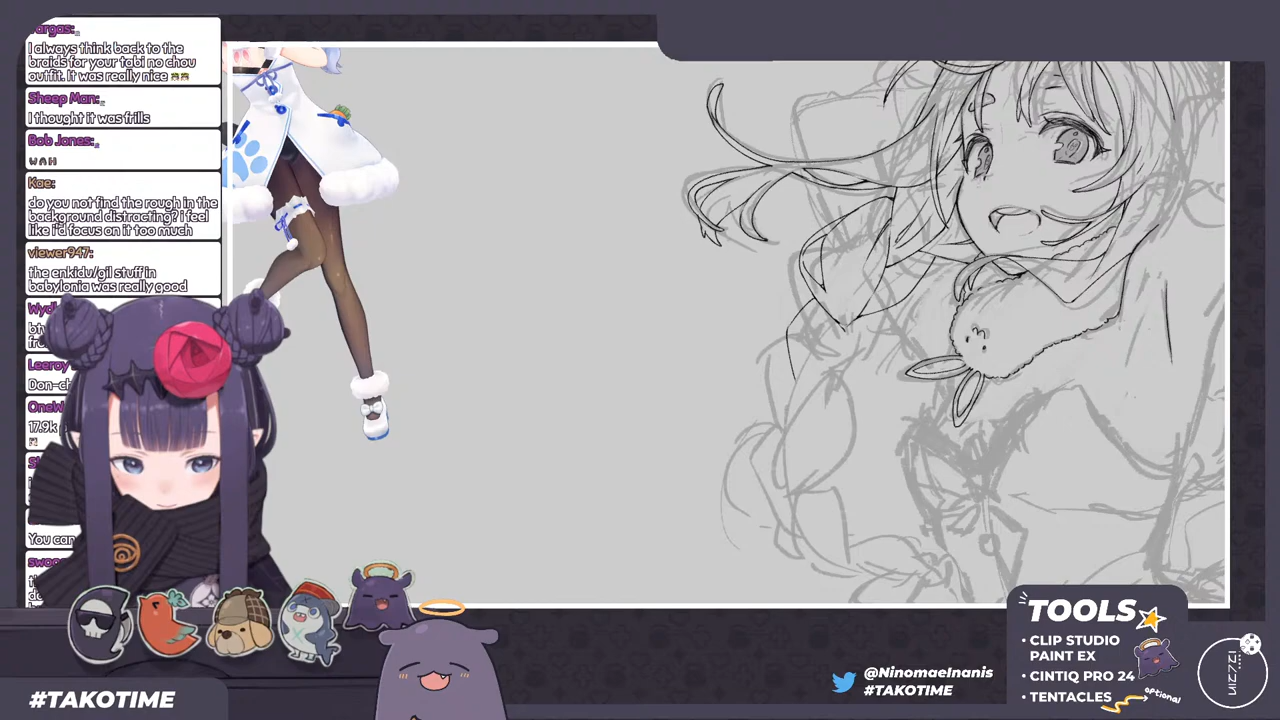 Vargas:
I always think back to the
braids for your tabi no chou
outfit. It was really nice
Sheep Man:
I thought it was frills
Bob Jones:
WAH
Kae:
do you not find the rough in the
background distracting? i feel
like i'd focus on it too much
viewer947:
the enkidu/gil stuff in
babylonia was really good
Leeroy
Don-ch
OneW
17.9k
You can
swoo
#TAKOTIME
@NinomaeInanis
#TAKOTIME
TOOLS
• CLIP STUDIO
PAINT EX
• CINTIQ PRO 24
• TENTACLES
optional